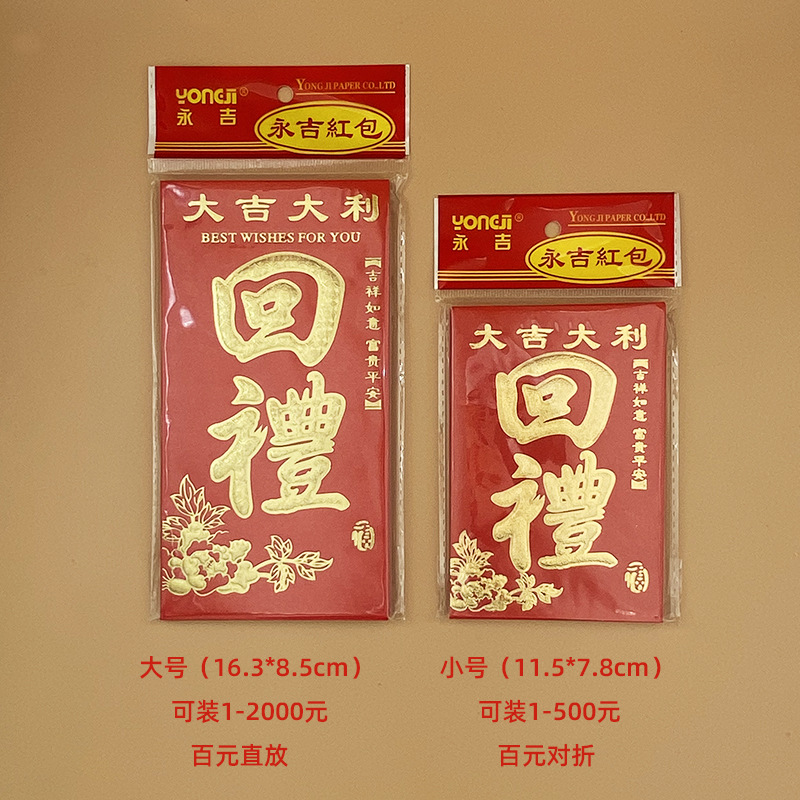 YONGJI®
永吉
YONG JI PAPER CO.,LTD
永吉紅包
大吉大利
BEST WISHES FOR YOU
回禮
【吉祥如意 富貴平安】
福
YONGJI®
永吉
YONG JI PAPER CO.,LTD
永吉紅包
大吉大利
回禮
【吉祥如意 富貴平安】
福
大号（16.3*8.5cm）
可装1-2000元
百元直放
小号（11.5*7.8cm）
可装1-500元
百元对折